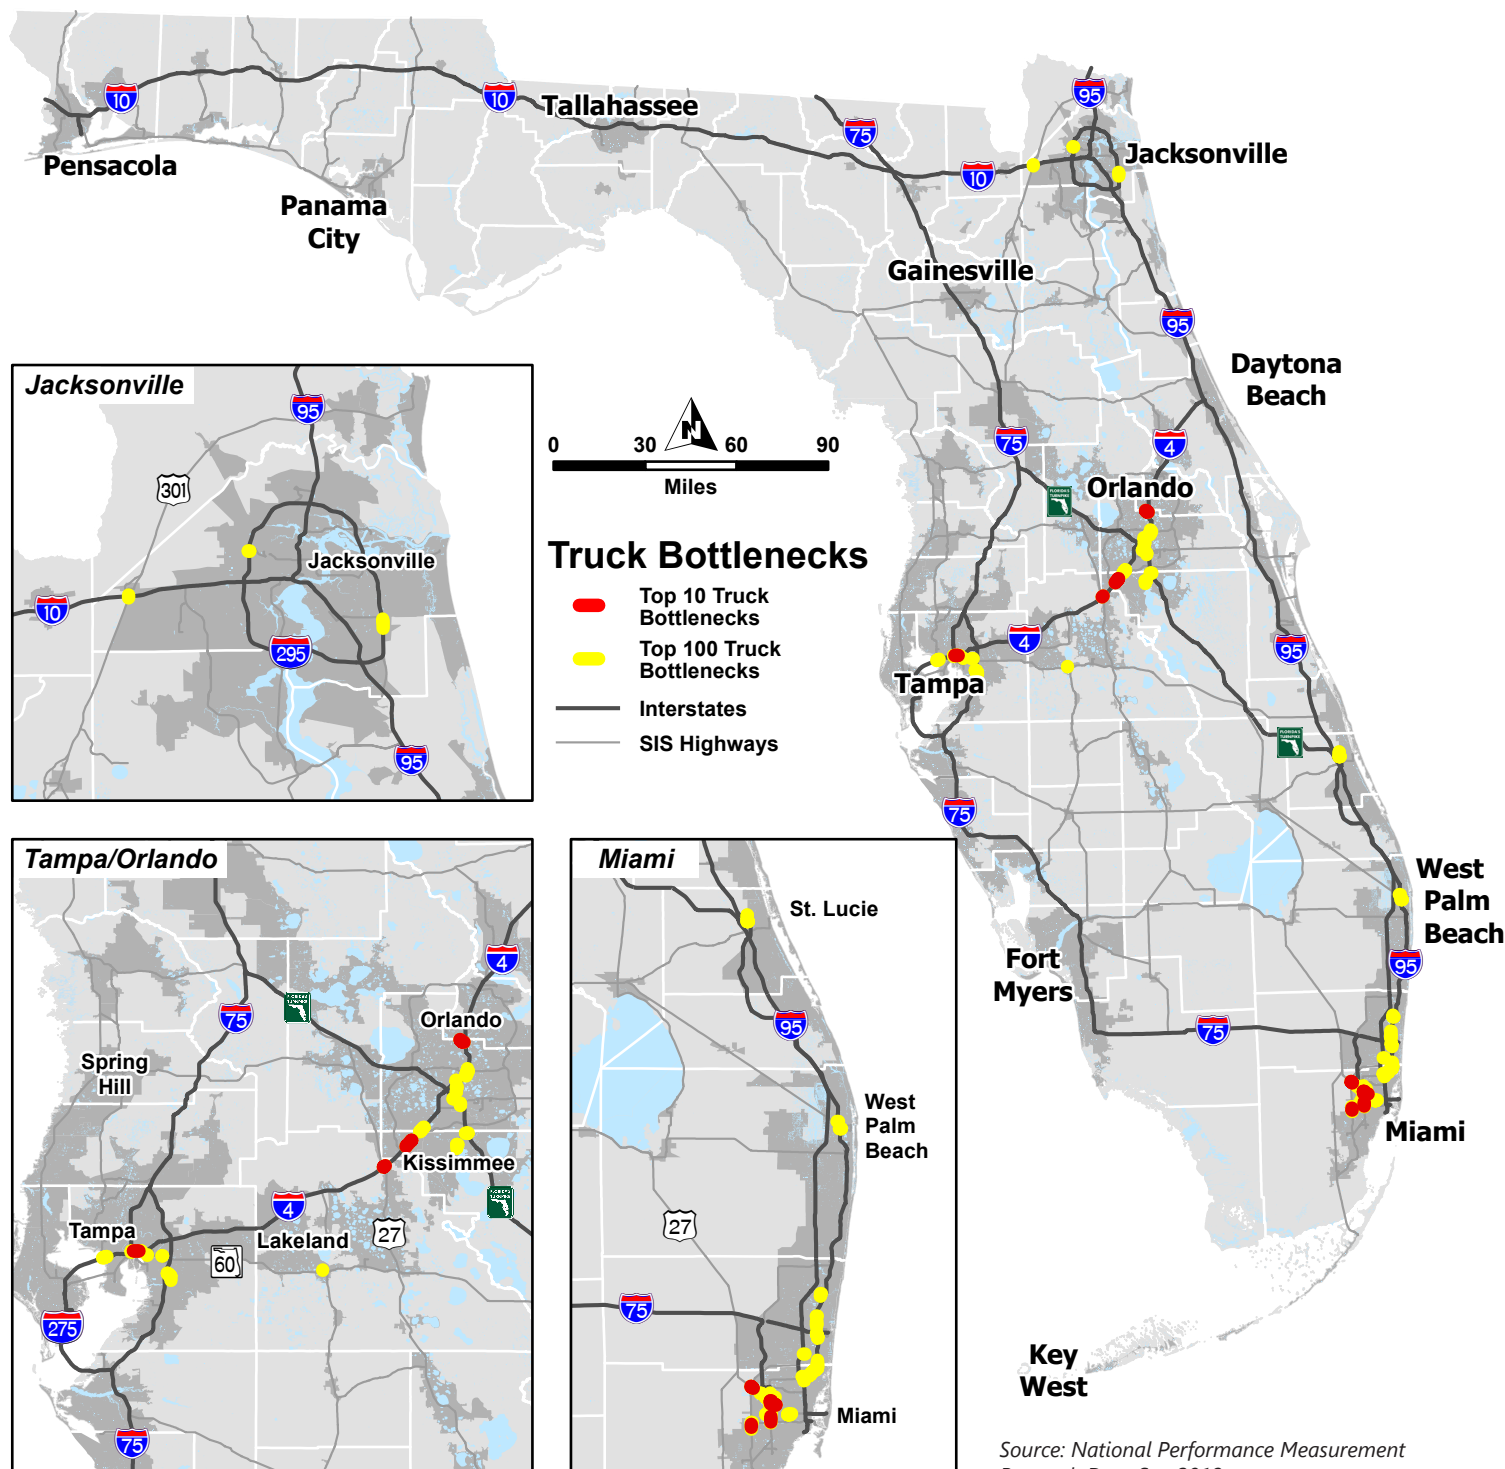 10
10
Tallahassee
75
95
Pensacola
Jacksonville
10
Panama
City
Gainesville
95
Daytona
Beach
75
4
Orlando
FLORIDA'S
TURNPIKE
4
95
Tampa
FLORIDA'S
TURNPIKE
75
West
Palm
Beach
Fort
Myers
95
75
Miami
Key
West
0 30 60 90
N
Miles
Truck Bottlenecks
Top 10 Truck
Bottlenecks
Top 100 Truck
Bottlenecks
Interstates
SIS Highways
Jacksonville
95
301
Jacksonville
10
295
95
Tampa/Orlando
4
75
Orlando
Spring
Hill
Kissimmee
4
Tampa
Lakeland
27
60
275
75
Miami
St. Lucie
95
West
Palm
Beach
27
75
Miami
Source: National Performance Measurement